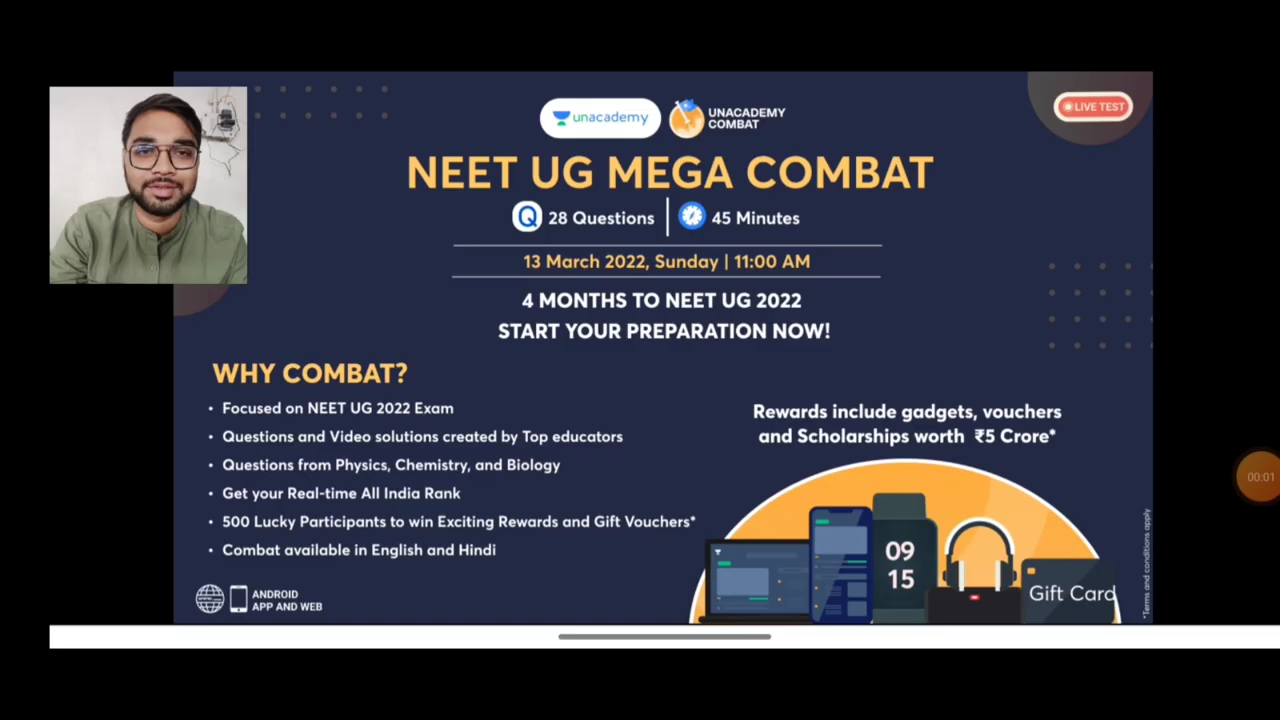 unacademy
UNACADEMY
COMBAT
LIVE TEST
NEET UG MEGA COMBAT
28 Questions
45 Minutes
13 March 2022, Sunday | 11:00 AM
4 MONTHS TO NEET UG 2022
START YOUR PREPARATION NOW!
WHY COMBAT?
• Focused on NEET UG 2022 Exam
• Questions and Video solutions created by Top educators
• Questions from Physics, Chemistry, and Biology
• Get your Real-time All India Rank
• 500 Lucky Participants to win Exciting Rewards and Gift Vouchers*
• Combat available in English and Hindi
ANDROID
APP AND WEB
Rewards include gadgets, vouchers
and Scholarships worth ₹5 Crore*
09
15
Gift Card
*Terms and conditions apply
00:01